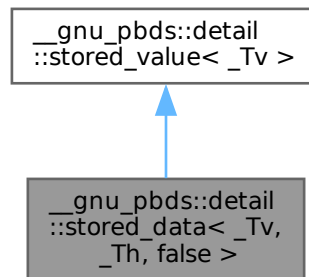 __gnu_pbds::detail
::stored_value< _Tv >
__gnu_pbds::detail
::stored_data< _Tv,
_Th, false >